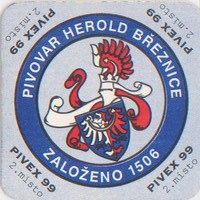 PIVEX 99
2.místo
PIVEX 99
2.místo
PIVOVAR HEROLD BŘEZNICE
ZALOŽENO 1506
PIVEX 99
2.místo
PIVEX 99
2.místo